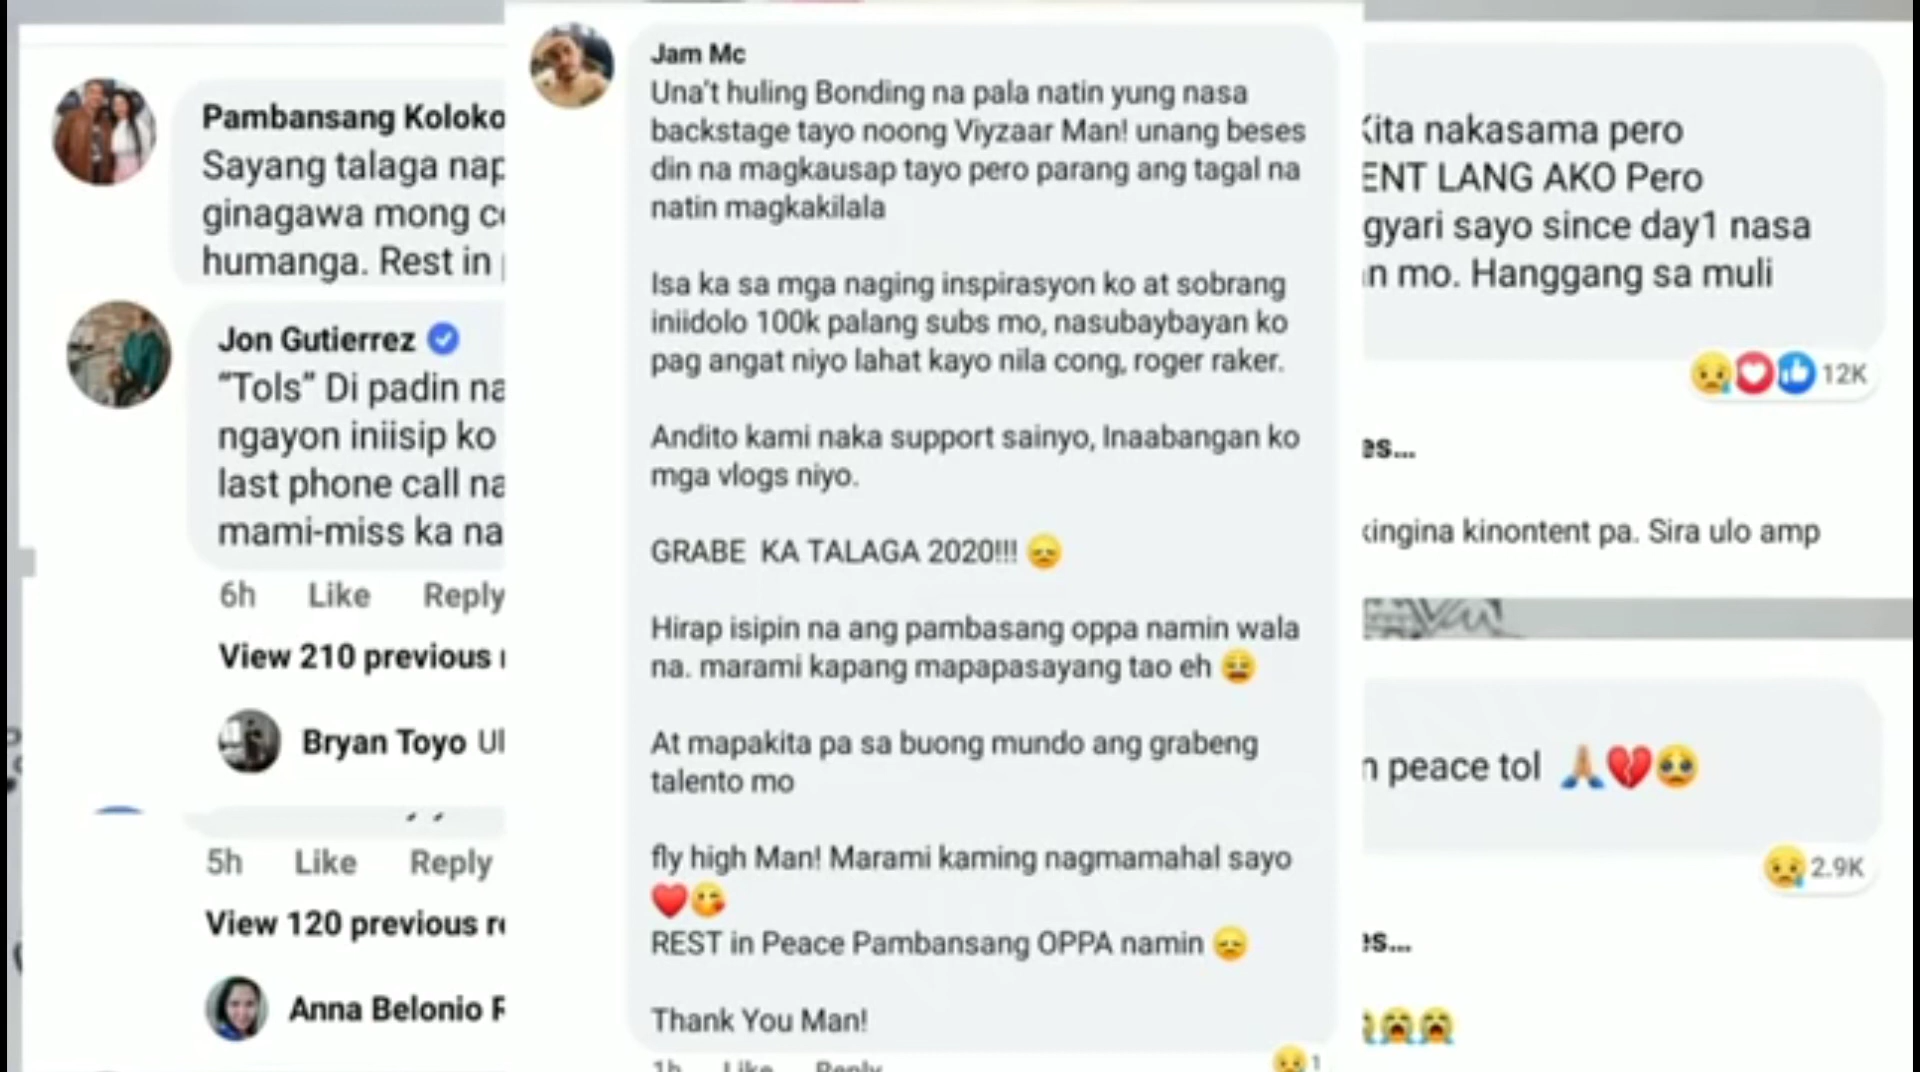 Pambansang Koloko
Sayang talaga nap
ginagawa mong
humanga. Rest in
Jon Gutierrez
“Tols” Di padin na
ngayon iniisip ko
last phone call na
mami-miss ka na
6h Like Reply
View 210 previous
Bryan Toyo Ul
5h Like Reply
View 120 previous re
Anna Belonio
Jam Mc
Una't huling Bonding na pala natin yung nasa
backstage tayo noong Viyzaar Man! unang beses
din na magkausap tayo pero parang ang tagal na
natin magkakilala
Isa ka sa mga naging inspirasyon ko at sobrang
iniidolo 100k palang subs mo, nasubaybayan ko
pag angat niyo lahat kayo nila cong, roger raker.
Andito kami naka support sainyo, Inaabangan ko
mga vlogs niyo.
GRABE KA TALAGA 2020!!! 😞
Hirap isipin na ang pambasang oppa namin wala
na. marami kapang mapapasayang tao eh 😩
At mapakita pa sa buong mundo ang grabeng
talento mo
fly high Man! Marami kaming nagmamahal sayo
❤️😋
REST in Peace Pambansang OPPA namin 😞
Thank You Man!
1h Like Reply
1
Kita nakasama pero
ENT LANG AKO Pero
gyari sayo since day1 nasa
n mo. Hanggang sa muli
12K
es...
kingina kinontent pa. Sira ulo amp
n peace tol 🙏💔🥺
2.9K
es...
😭😭